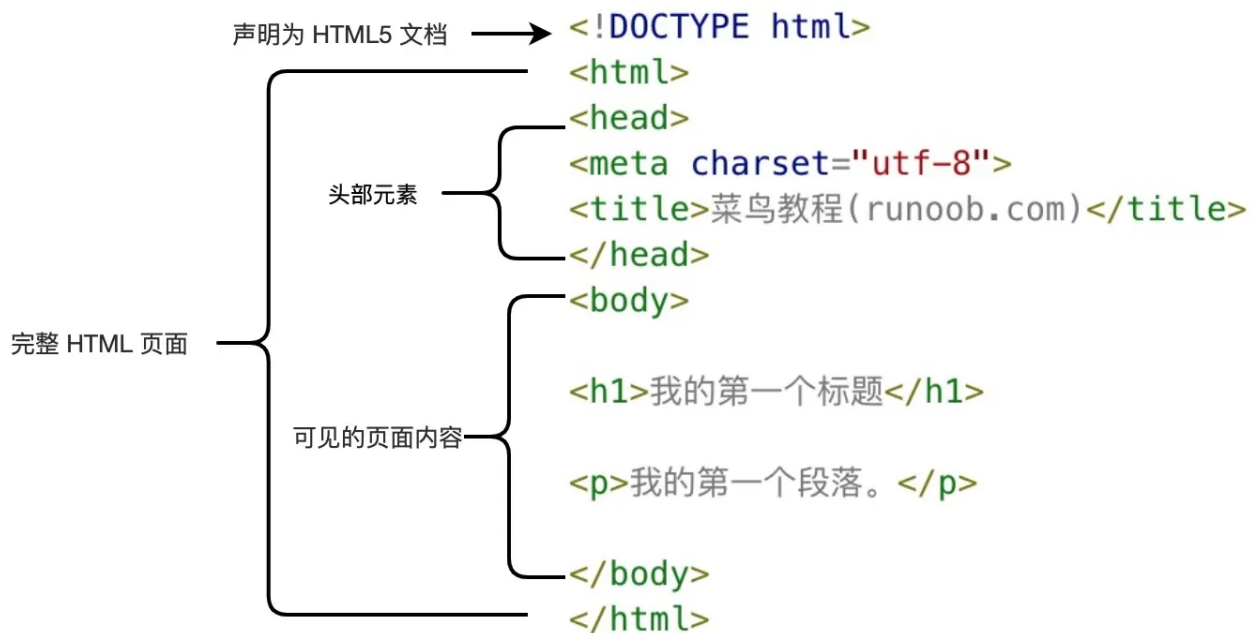 声明为 HTML5 文档
<!DOCTYPE html>
<html>
<head>
<meta charset="utf-8">
头部元素
<title>菜鸟教程(runoob.com)</title>
</head>
<body>
完整 HTML 页面
<h1>我的第一个标题</h1>
可见的页面内容
<p>我的第一个段落。</p>
</body>
</html>